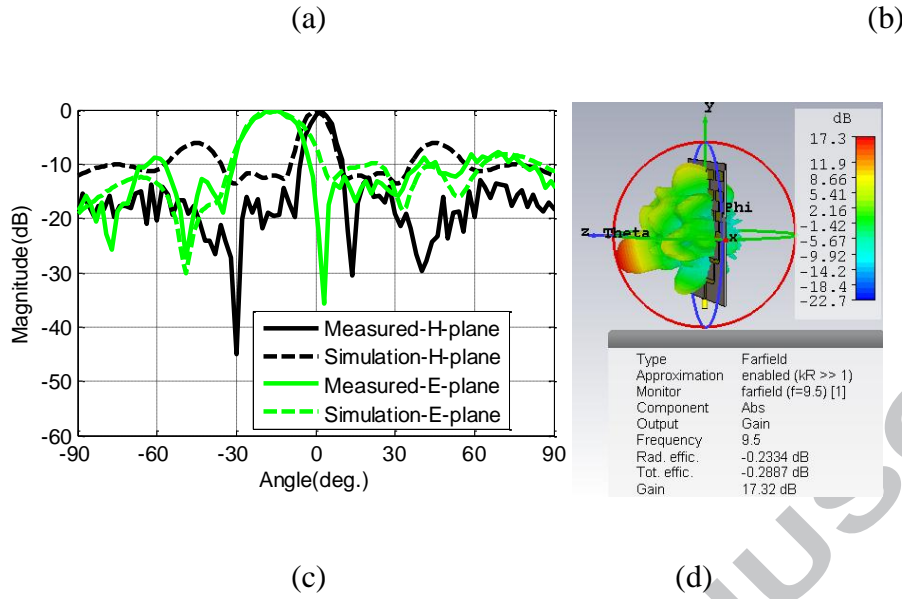 (a)
(b)
0
-10
-20
-30
-40
-50
-60
Magnitude(dB)
-90
-60
-30
0
30
60
90
Angle(deg.)
Measured-H-plane
Simulation-H-plane
Measured-E-plane
Simulation-E-plane
Y
Phi
z
Theta
x
dB
17.3
11.9
8.66
5.41
2.16
-1.42
-5.67
-9.92
-14.2
-18.4
-22.7
Type Farfield
Approximation enabled (kR >> 1)
Monitor farfield (f=9.5) [1]
Component Abs
Output Gain
Frequency 9.5
Rad. effic. -0.2334 dB
Tot. effic. -0.2887 dB
Gain 17.32 dB
(c)
(d)